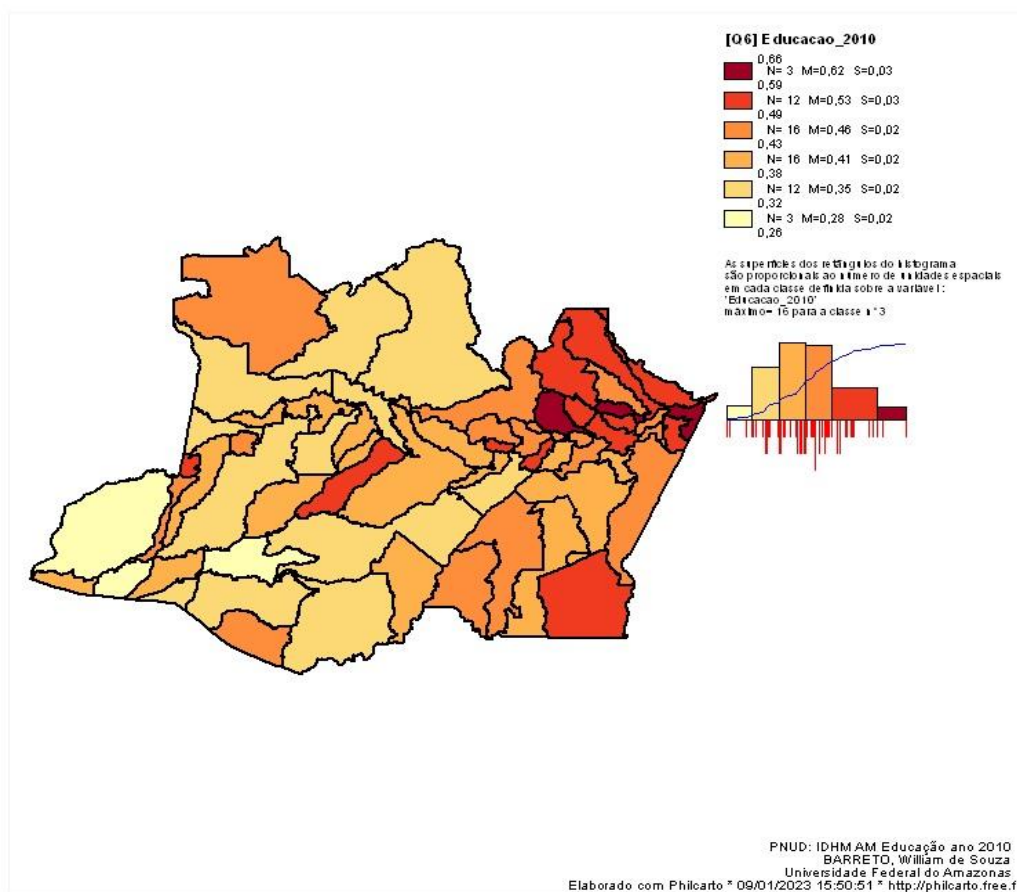 [Q6] Educacao_2010
0,66
N= 3 M=0,62 S=0,03
0,59
N= 12 M=0,53 S=0,03
0,49
N= 16 M=0,46 S=0,02
0,43
N= 16 M=0,41 S=0,02
0,38
N= 12 M=0,35 S=0,02
0,32
N= 3 M=0,28 S=0,02
0,26
As superfícies dos retângulos do histograma
são proporcionais ao número de unidades espaciais
em cada classe definida sobre a variável :
'Educacao_2010'
máximo= 16 para a classe n° 3
PNUD: IDHM AM Educação ano 2010
BARRETO, William de Souza
Universidade Federal do Amazonas
Elaborado com Philcarto * 09/01/2023 15:50:51 * http://philcarto.free.f